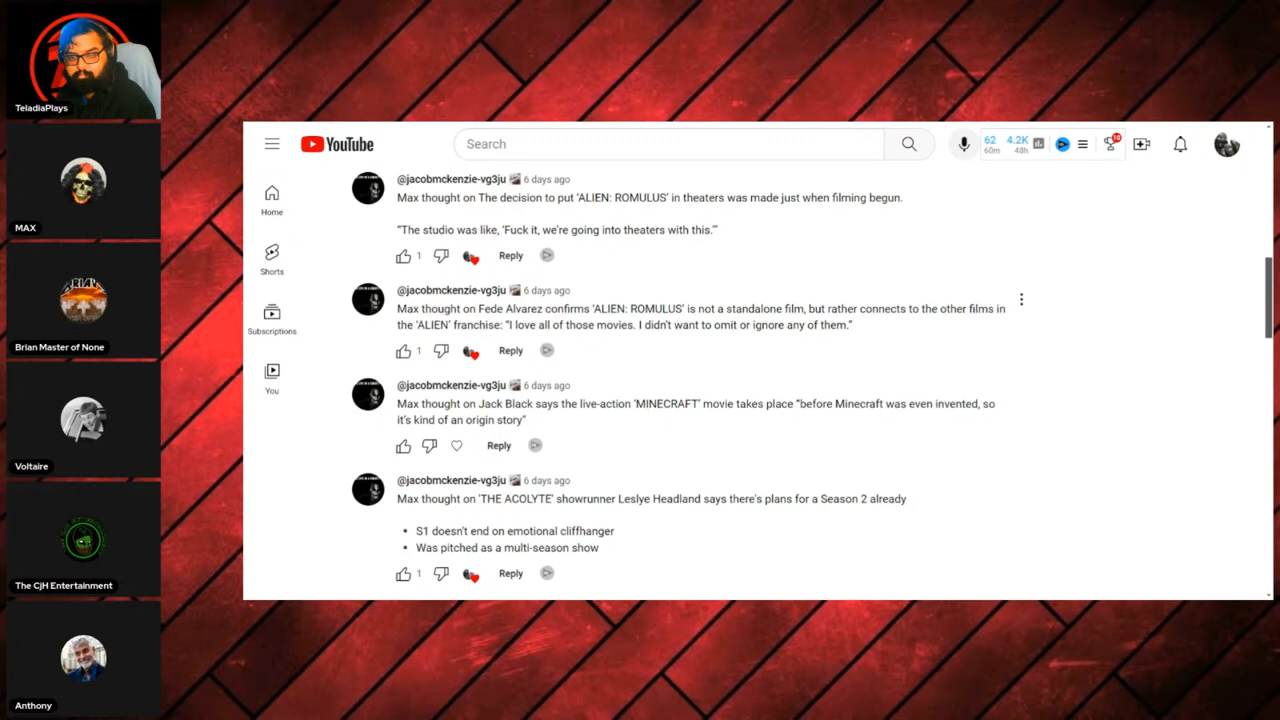 TeladiaPlays
MAX
BRIAN
Brian Master of None
Voltaire
The CjH Entertainment
Anthony
YouTube
Search
62
60m
4.2K
48h
10
Home
Shorts
Subscriptions
You
@jacobmckenzie-vg3ju 6 days ago
Max thought on The decision to put ‘ALIEN: ROMULUS’ in theaters was made just when filming begun.
“The studio was like, ‘Fuck it, we’re going into theaters with this.’”
1 Reply
@jacobmckenzie-vg3ju 6 days ago
Max thought on Fede Alvarez confirms ‘ALIEN: ROMULUS’ is not a standalone film, but rather connects to the other films in
the ‘ALIEN’ franchise: “I love all of those movies. I didn’t want to omit or ignore any of them.”
1 Reply
@jacobmckenzie-vg3ju 6 days ago
Max thought on Jack Black says the live-action ‘MINECRAFT’ movie takes place “before Minecraft was even invented, so
it’s kind of an origin story”
Reply
@jacobmckenzie-vg3ju 6 days ago
Max thought on ‘THE ACOLYTE’ showrunner Leslye Headland says there's plans for a Season 2 already
▪ S1 doesn't end on emotional cliffhanger
▪ Was pitched as a multi-season show
1 Reply